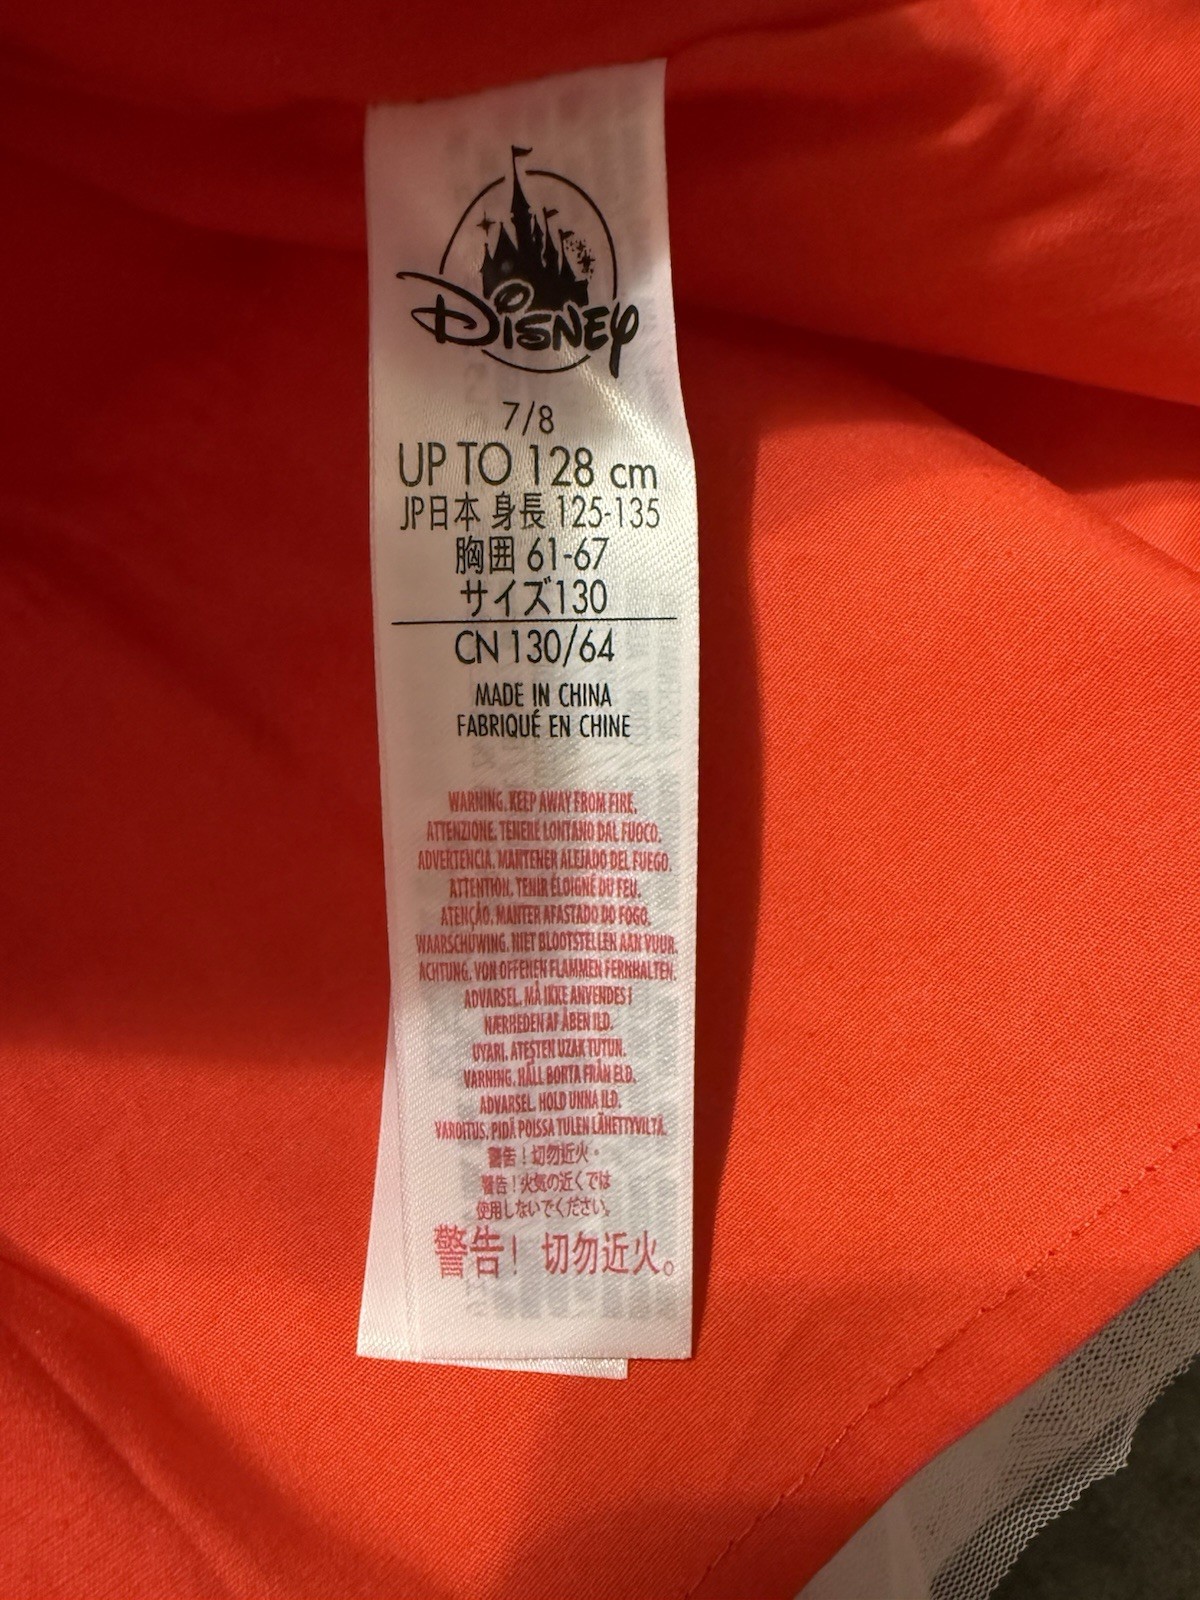 Disney
7/8
UP TO 128 cm
JP日本 身長 125-135
胸囲 61-67
サイズ130
CN 130/64
MADE IN CHINA
FABRIQUÉ EN CHINE
WARNING. KEEP AWAY FROM FIRE.
ATTENZIONE. TENERE LONTANO DAL FUOCO.
ADVERTENCIA. MANTENER ALEJADO DEL FUEGO.
ATTENTION. TENIR ÉLOIGNÉ DU FEU.
ATENÇÃO. MANTER AFASTADO DO FOGO.
WAARSCHUWING. NIET BLOOTSTELLEN AAN VUUR.
ACHTUNG. VON OFFENEN FLAMMEN FERNHALTEN.
ADVARSEL. MÅ IKKE ANVENDES I
NÆRHEDEN AF ÅBEN ILD.
UYARI. ATEŞTEN UZAK TUTUN.
VARNING. HÅLL BORTA FRÅN ELD.
ADVARSEL. HOLD UNNA ILD.
VAROITUS. PIDÄ POISSA TULEN LÄHETTYVILTÄ.
警告！切勿近火。
警告！火気の近くでは
使用しないでください。
警告！切勿近火。